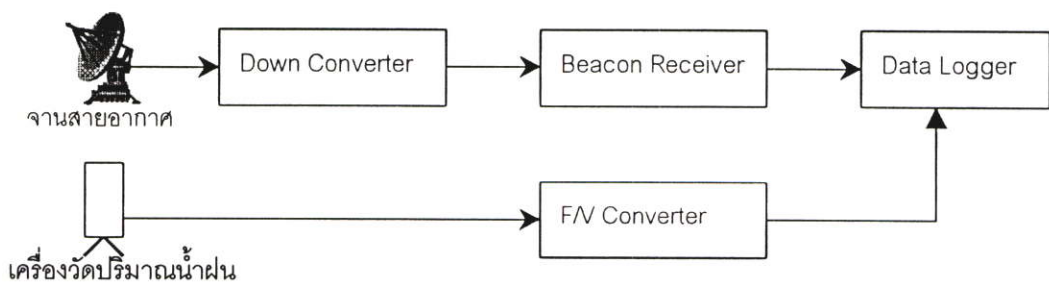 Down Converter
Beacon Receiver
Data Logger
จานสายอากาศ
F/V Converter
เครื่องวัดปริมาณน้ำฝน